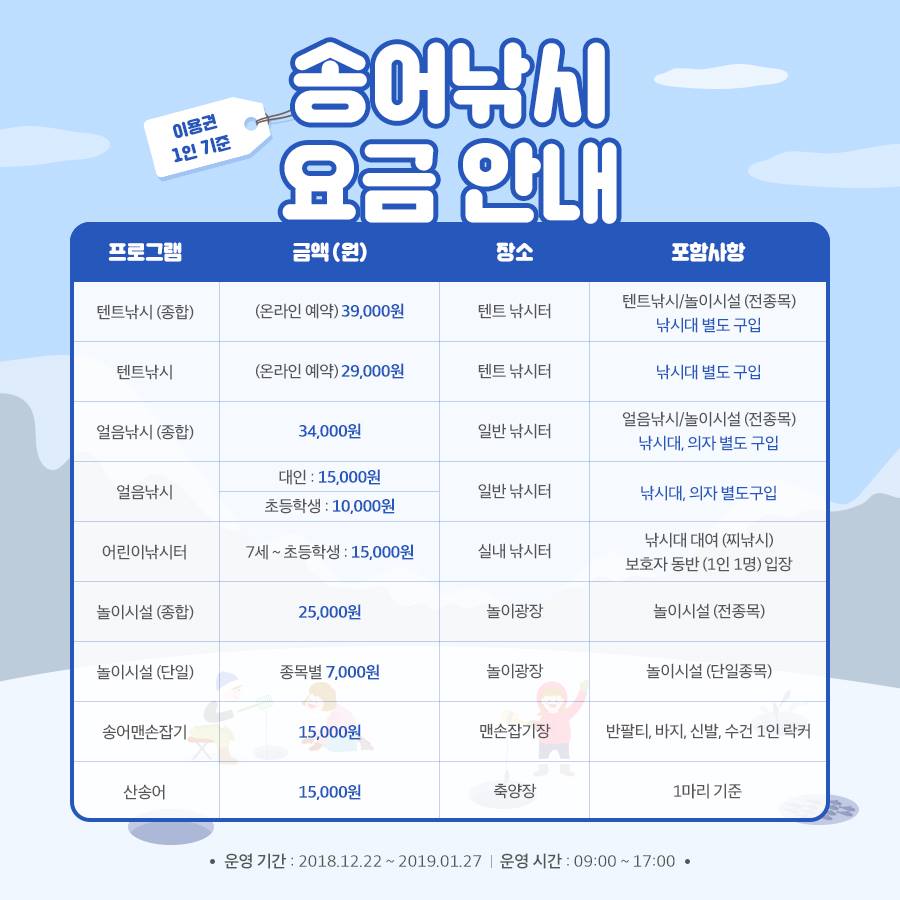 송어낚시
이용권
1인 기준
요금 안내
프로그램 금액 (원) 장소 포함사항
텐트낚시 (종합) (온라인 예약) 39,000원 텐트 낚시터 텐트낚시/놀이시설 (전종목)
낚시대 별도 구입
텐트낚시 (온라인 예약) 29,000원 텐트 낚시터 낚시대 별도 구입
얼음낚시 (종합) 34,000원 일반 낚시터 얼음낚시/놀이시설 (전종목)
낚시대, 의자 별도 구입
얼음낚시 대인 : 15,000원 일반 낚시터 낚시대, 의자 별도구입
초등학생 : 10,000원
어린이낚시터 7세 ~ 초등학생 : 15,000원 실내 낚시터 낚시대 대여 (찌낚시)
보호자 동반 (1인 1명) 입장
놀이시설 (종합) 25,000원 놀이광장 놀이시설 (전종목)
놀이시설 (단일) 종목별 7,000원 놀이광장 놀이시설 (단일종목)
송어맨손잡기 15,000원 맨손잡기장 반팔티, 바지, 신발, 수건 1인 락커
산송어 15,000원 축양장 1마리 기준
• 운영 기간 : 2018.12.22 ~ 2019.01.27 | 운영 시간 : 09:00 ~ 17:00 •